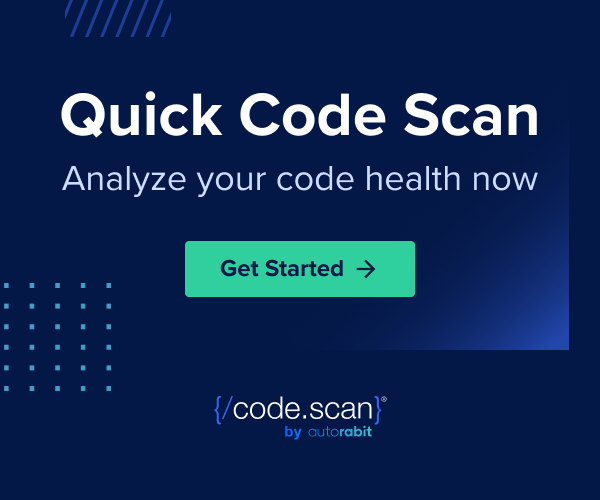 Quick Code Scan
Analyze your code health now
Get Started →
{/code.scan}®
by autorabit